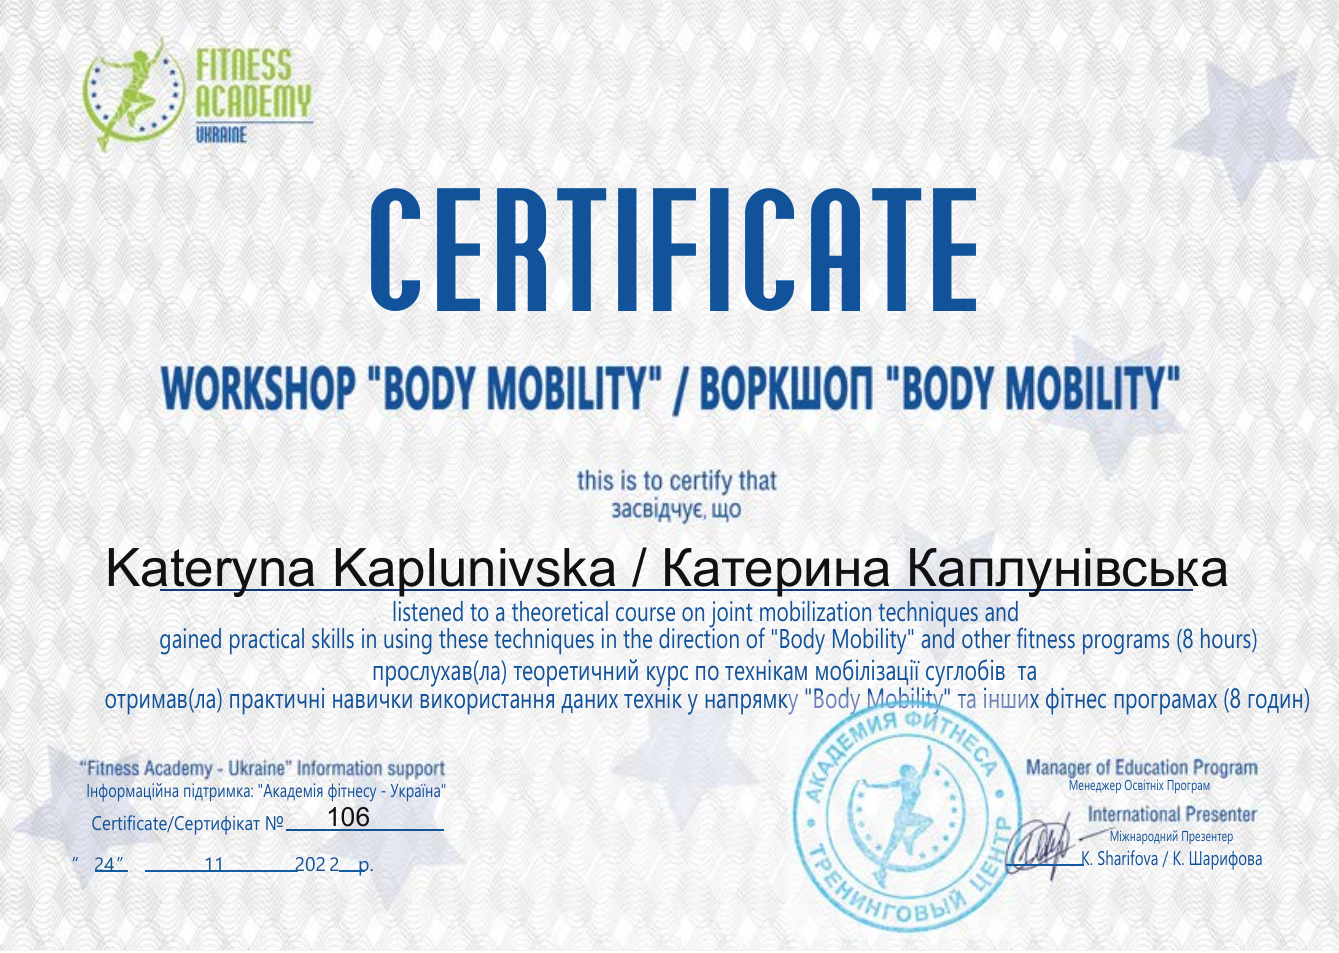 FITNESS
ACADEMY
UKRAINE
CERTIFICATE
WORKSHOP "BODY MOBILITY" / ВОРКШОП "BODY MOBILITY"
this is to certify that
засвідчує, що
Kateryna Kaplunivska / Катерина Каплунівська
listened to a theoretical course on joint mobilization techniques and
gained practical skills in using these techniques in the direction of "Body Mobility" and other fitness programs (8 hours)
прослухав(ла) теоретичний курс по технікам мобілізації суглобів та
отримав(ла) практичні навички використання даних технік у напрямку "Body Mobility" та інших фітнес програмах (8 годин)
“Fitness Academy - Ukraine” Information support
Інформаційна підтримка: "Академія фітнесу - Україна"
Certificate/Сертифікат № 106
“ 24” 11 2022 р.
АКАДЕМИЯ ФИТНЕСА
ТРЕНИНГОВЫЙ ЦЕНТР
Manager of Education Program
Менеджер Освітніх Програм
International Presenter
Міжнародний Презентер
K. Sharifova / К. Шарифова